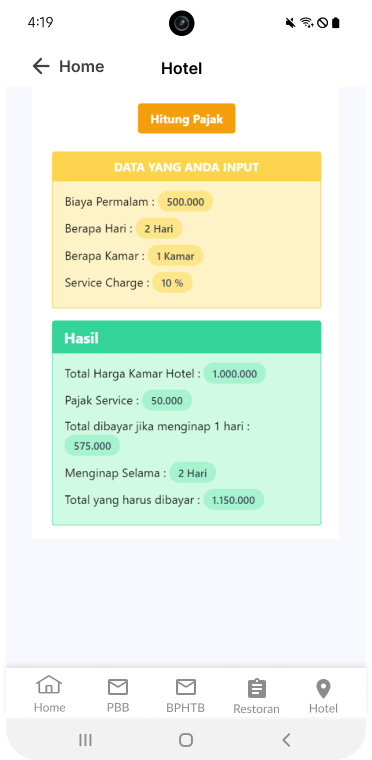 4:19
Home
Hotel
Hitung Pajak
DATA YANG ANDA INPUT
Biaya Permalam : 500.000
Berapa Hari : 2 Hari
Berapa Kamar : 1 Kamar
Service Charge : 10 %
Hasil
Total Harga Kamar Hotel : 1.000.000
Pajak Service : 50.000
Total dibayar jika menginap 1 hari :
575.000
Menginap Selama : 2 Hari
Total yang harus dibayar : 1.150.000
Home PBB BPHTB Restoran Hotel